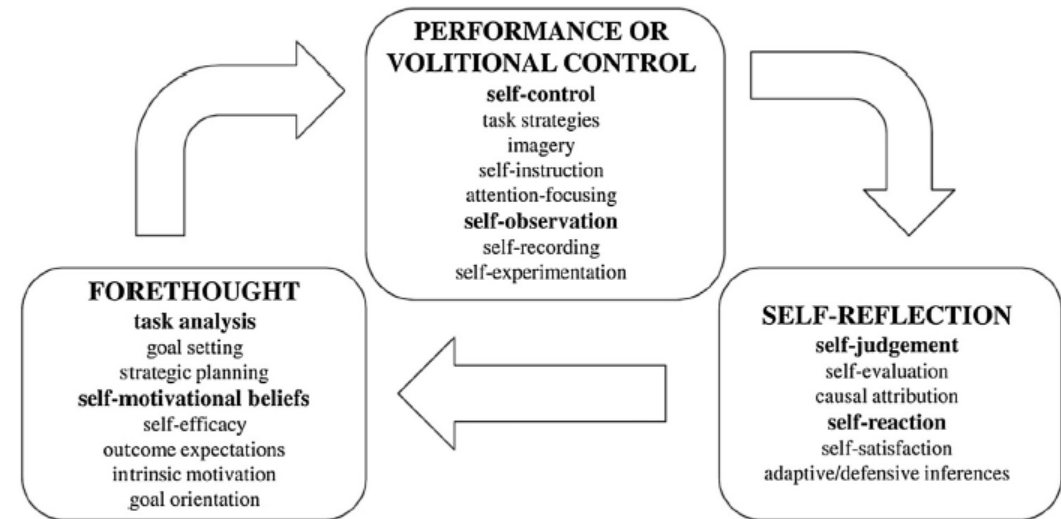 PERFORMANCE OR
VOLITIONAL CONTROL
self-control
task strategies
imagery
self-instruction
attention-focusing
self-observation
self-recording
self-experimentation
FORETHOUGHT
task analysis
goal setting
strategic planning
self-motivational beliefs
self-efficacy
outcome expectations
intrinsic motivation
goal orientation
SELF-REFLECTION
self-judgement
self-evaluation
causal attribution
self-reaction
self-satisfaction
adaptive/defensive inferences